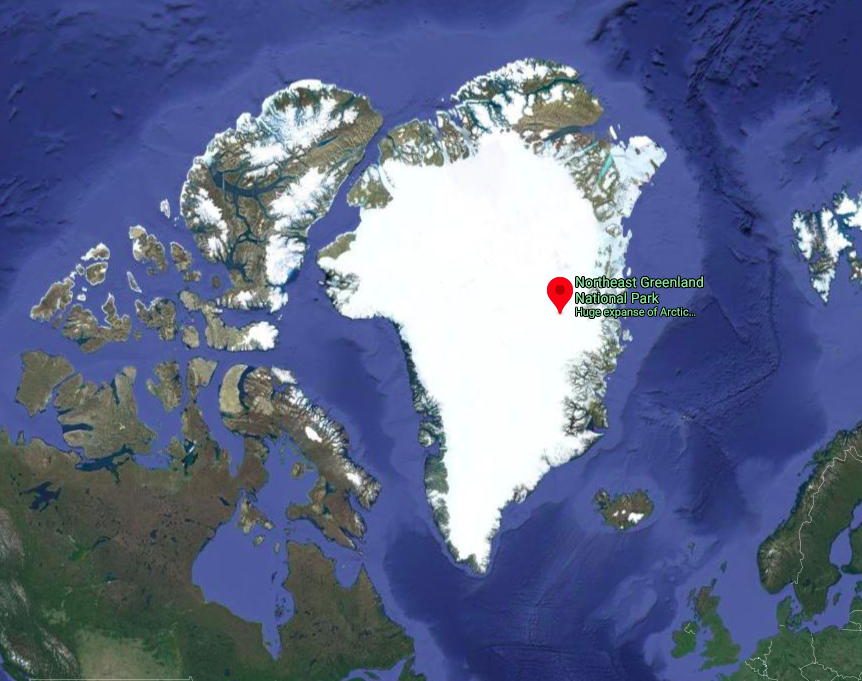 Northeast Greenland
National Park
Huge expanse of Arctic...